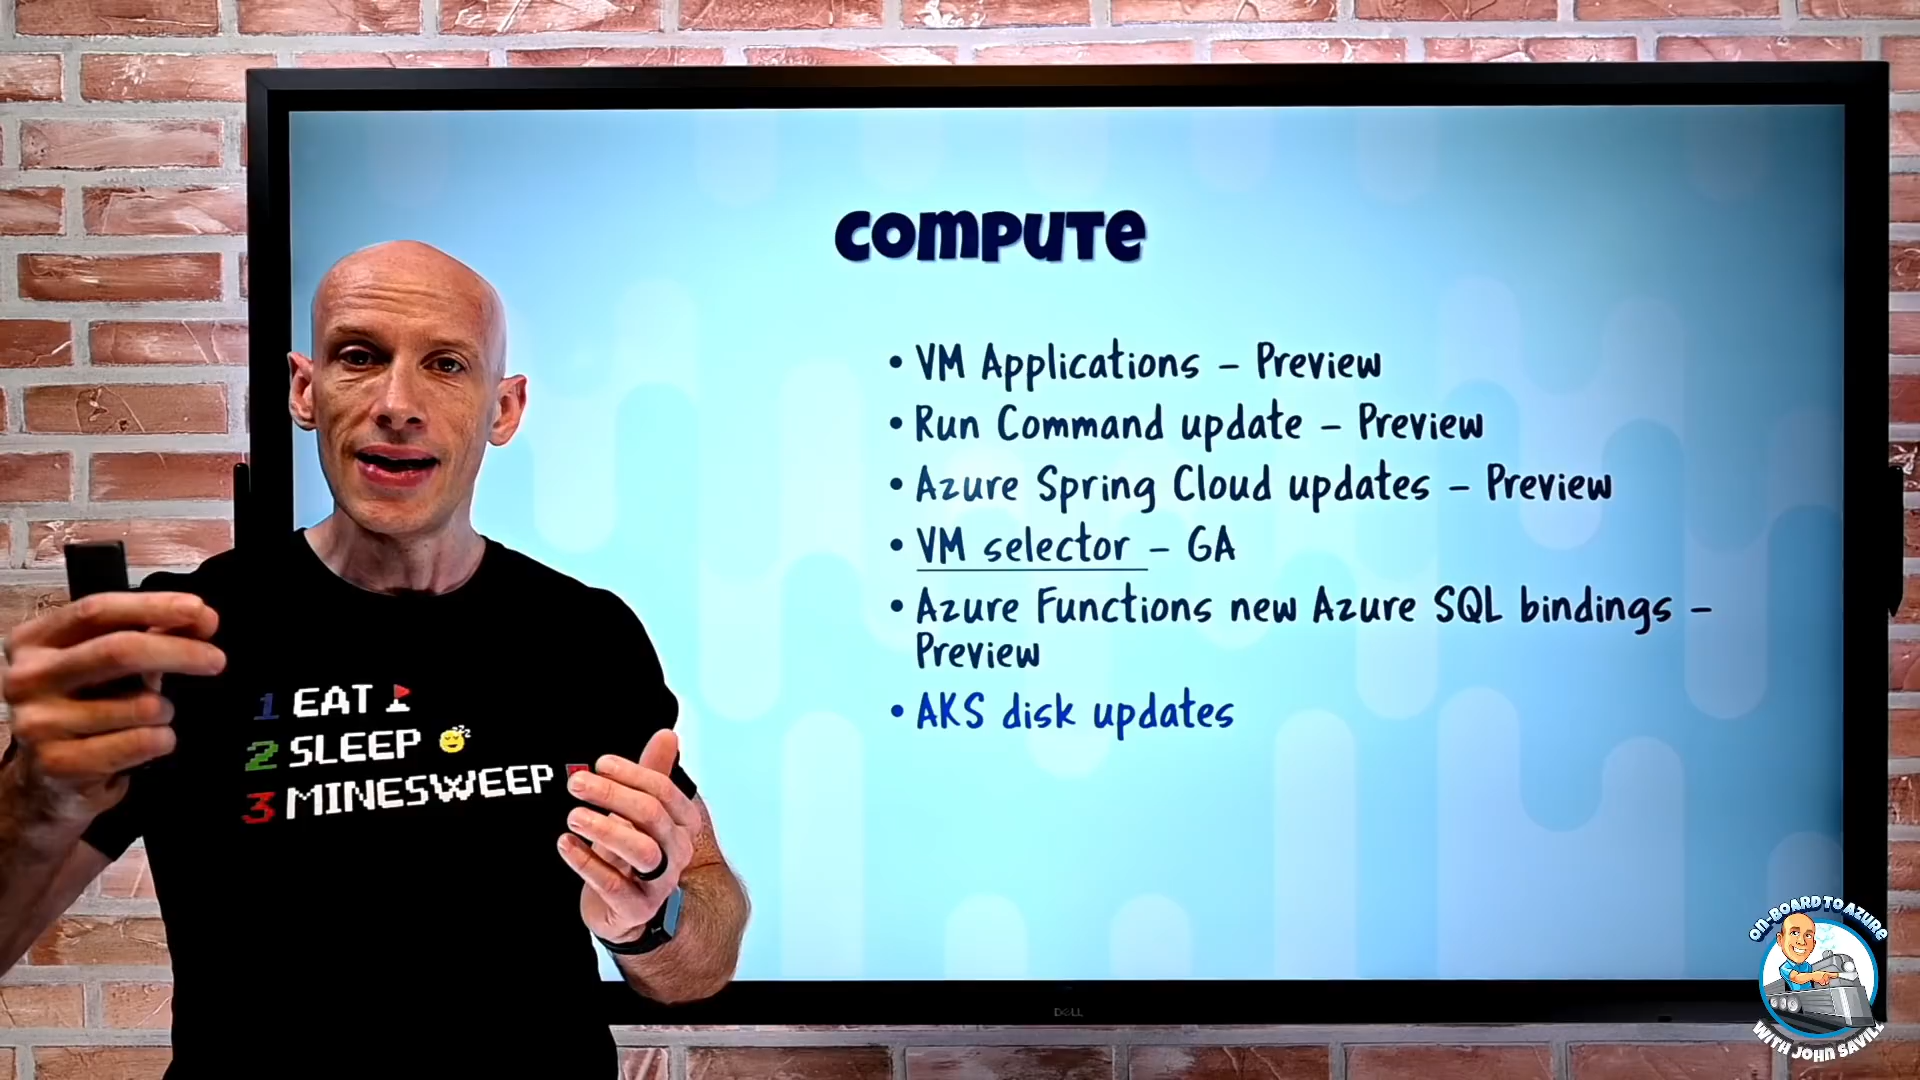 COMPUTE
• VM Applications – Preview
• Run Command update – Preview
• Azure Spring Cloud updates – Preview
• VM selector – GA
• Azure Functions new Azure SQL bindings –
Preview
• AKS disk updates
1 EAT
2 SLEEP
3 MINESWEEP
DELL
ON-BOARD TO AZURE
WITH JOHN SAVILL